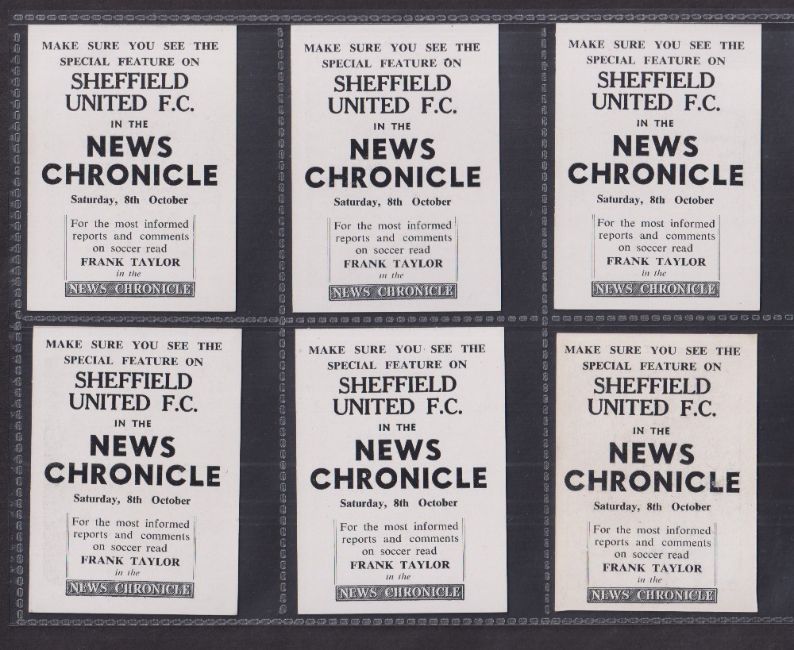 MAKE SURE YOU SEE THE
SPECIAL FEATURE ON
SHEFFIELD
UNITED F.C.
IN THE
NEWS
CHRONICLE
Saturday, 8th October
For the most informed
reports and comments
on soccer read
FRANK TAYLOR
in the
NEWS CHRONICLE
MAKE SURE YOU SEE THE
SPECIAL FEATURE ON
SHEFFIELD
UNITED F.C.
IN THE
NEWS
CHRONICLE
Saturday, 8th October
For the most informed
reports and comments
on soccer read
FRANK TAYLOR
in the
NEWS CHRONICLE
MAKE SURE YOU SEE THE
SPECIAL FEATURE ON
SHEFFIELD
UNITED F.C.
IN THE
NEWS
CHRONICLE
Saturday, 8th October
For the most informed
reports and comments
on soccer read
FRANK TAYLOR
in the
NEWS CHRONICLE
MAKE SURE YOU SEE THE
SPECIAL FEATURE ON
SHEFFIELD
UNITED F.C.
IN THE
NEWS
CHRONICLE
Saturday, 8th October
For the most informed
reports and comments
on soccer read
FRANK TAYLOR
in the
NEWS CHRONICLE
MAKE SURE YOU SEE THE
SPECIAL FEATURE ON
SHEFFIELD
UNITED F.C.
IN THE
NEWS
CHRONICLE
Saturday, 8th October
For the most informed
reports and comments
on soccer read
FRANK TAYLOR
in the
NEWS CHRONICLE
MAKE SURE YOU SEE THE
SPECIAL FEATURE ON
SHEFFIELD
UNITED F.C.
IN THE
NEWS
CHRONICLE
Saturday, 8th October
For the most informed
reports and comments
on soccer read
FRANK TAYLOR
in the
NEWS CHRONICLE